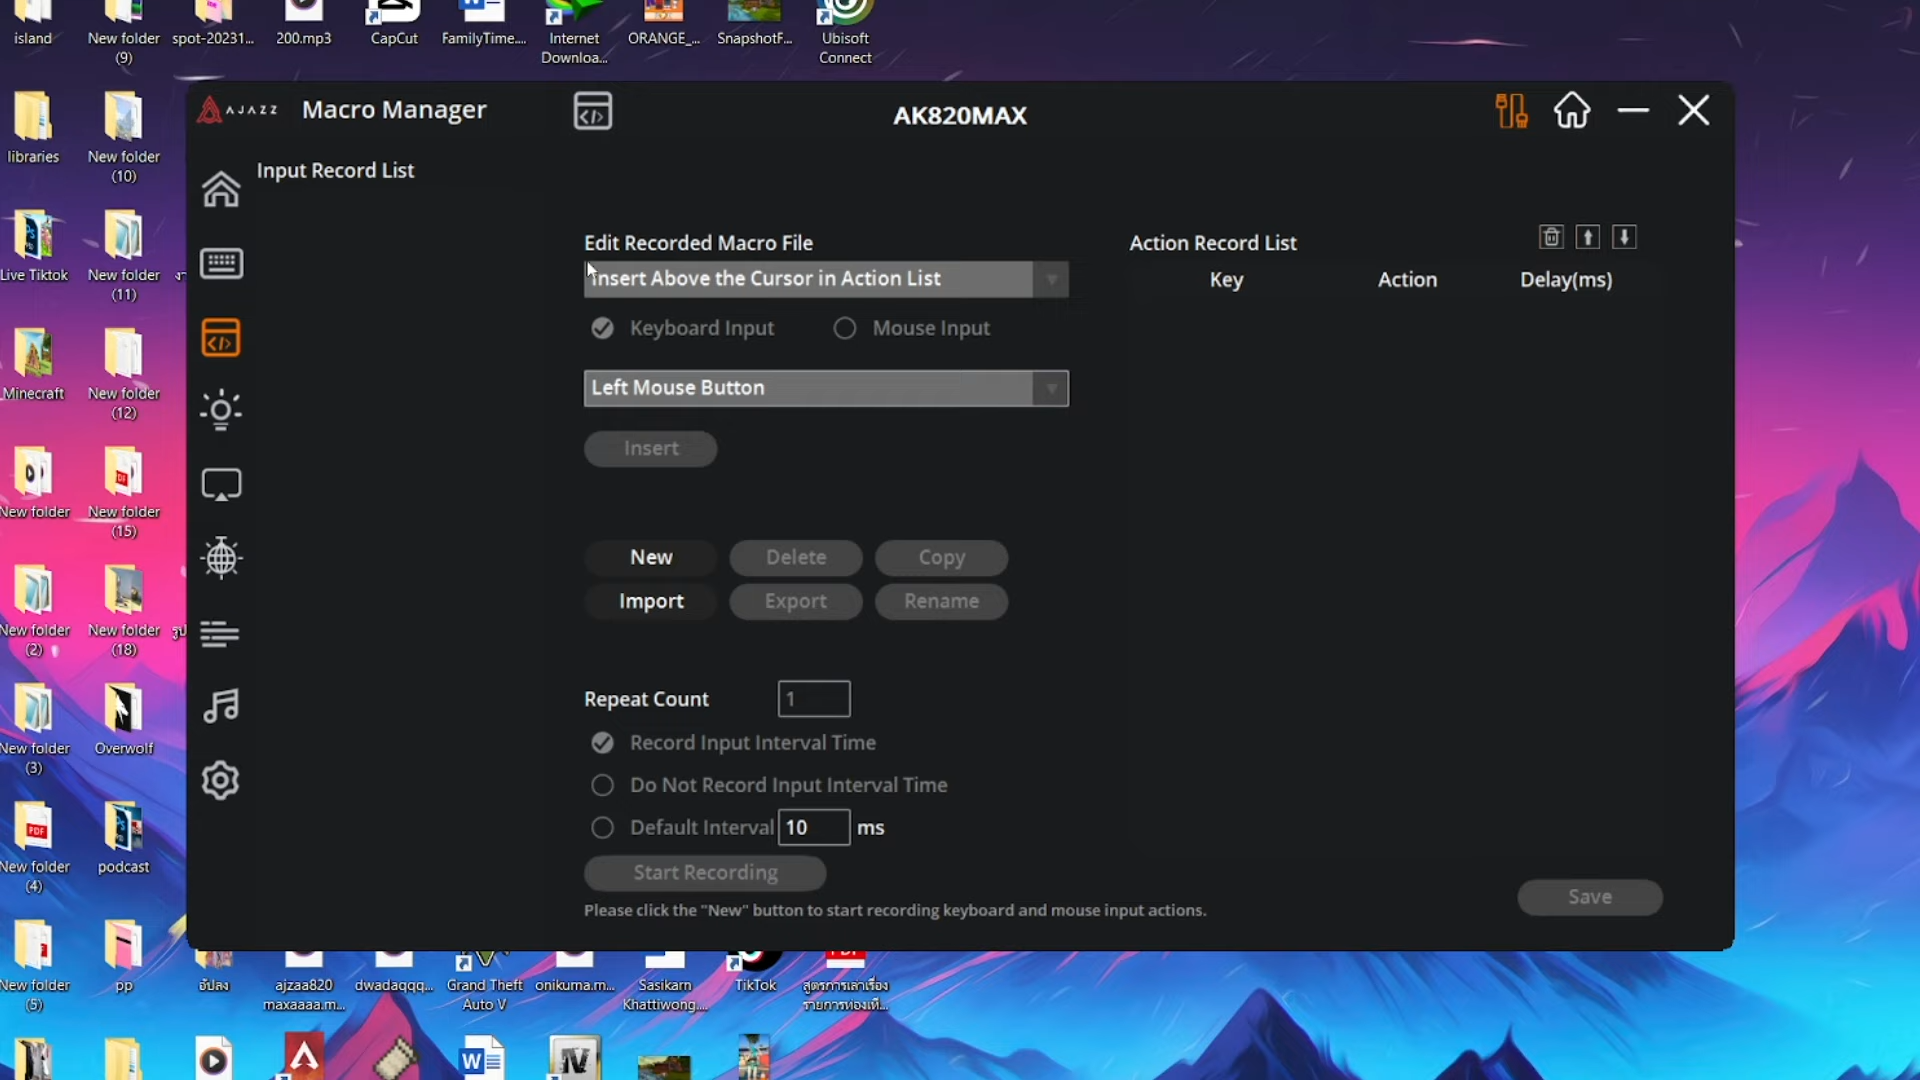 island
New folder
(9)
spot-20231...
200.mp3
CapCut
FamilyTime....
Internet
Downloa...
ORANGE_...
SnapshotF...
Ubisoft
Connect
AJAZZ
Macro Manager
AK820MAX
Input Record List
libraries
New folder
(10)
Live Tiktok
New folder
(11)
Minecraft
New folder
(12)
New folder
New folder
(15)
New folder
(2)
New folder
(18)
New folder
(3)
Overwolf
New folder
(4)
podcast
New folder
(5)
pp
Edit Recorded Macro File
Insert Above the Cursor in Action List
Keyboard Input
Mouse Input
Left Mouse Button
Insert
New
Delete
Copy
Import
Export
Rename
Repeat Count
1
Record Input Interval Time
Do Not Record Input Interval Time
Default Interval
10
ms
Start Recording
Please click the "New" button to start recording keyboard and mouse input actions.
Action Record List
Key
Action
Delay(ms)
Save
อัปลง
ajzaa820
maxaaaa.m...
dwadaqqq...
Grand Theft
Auto V
onikuma.m...
Sasikarn
Khattiwong....
TikTok
PDF
PDF